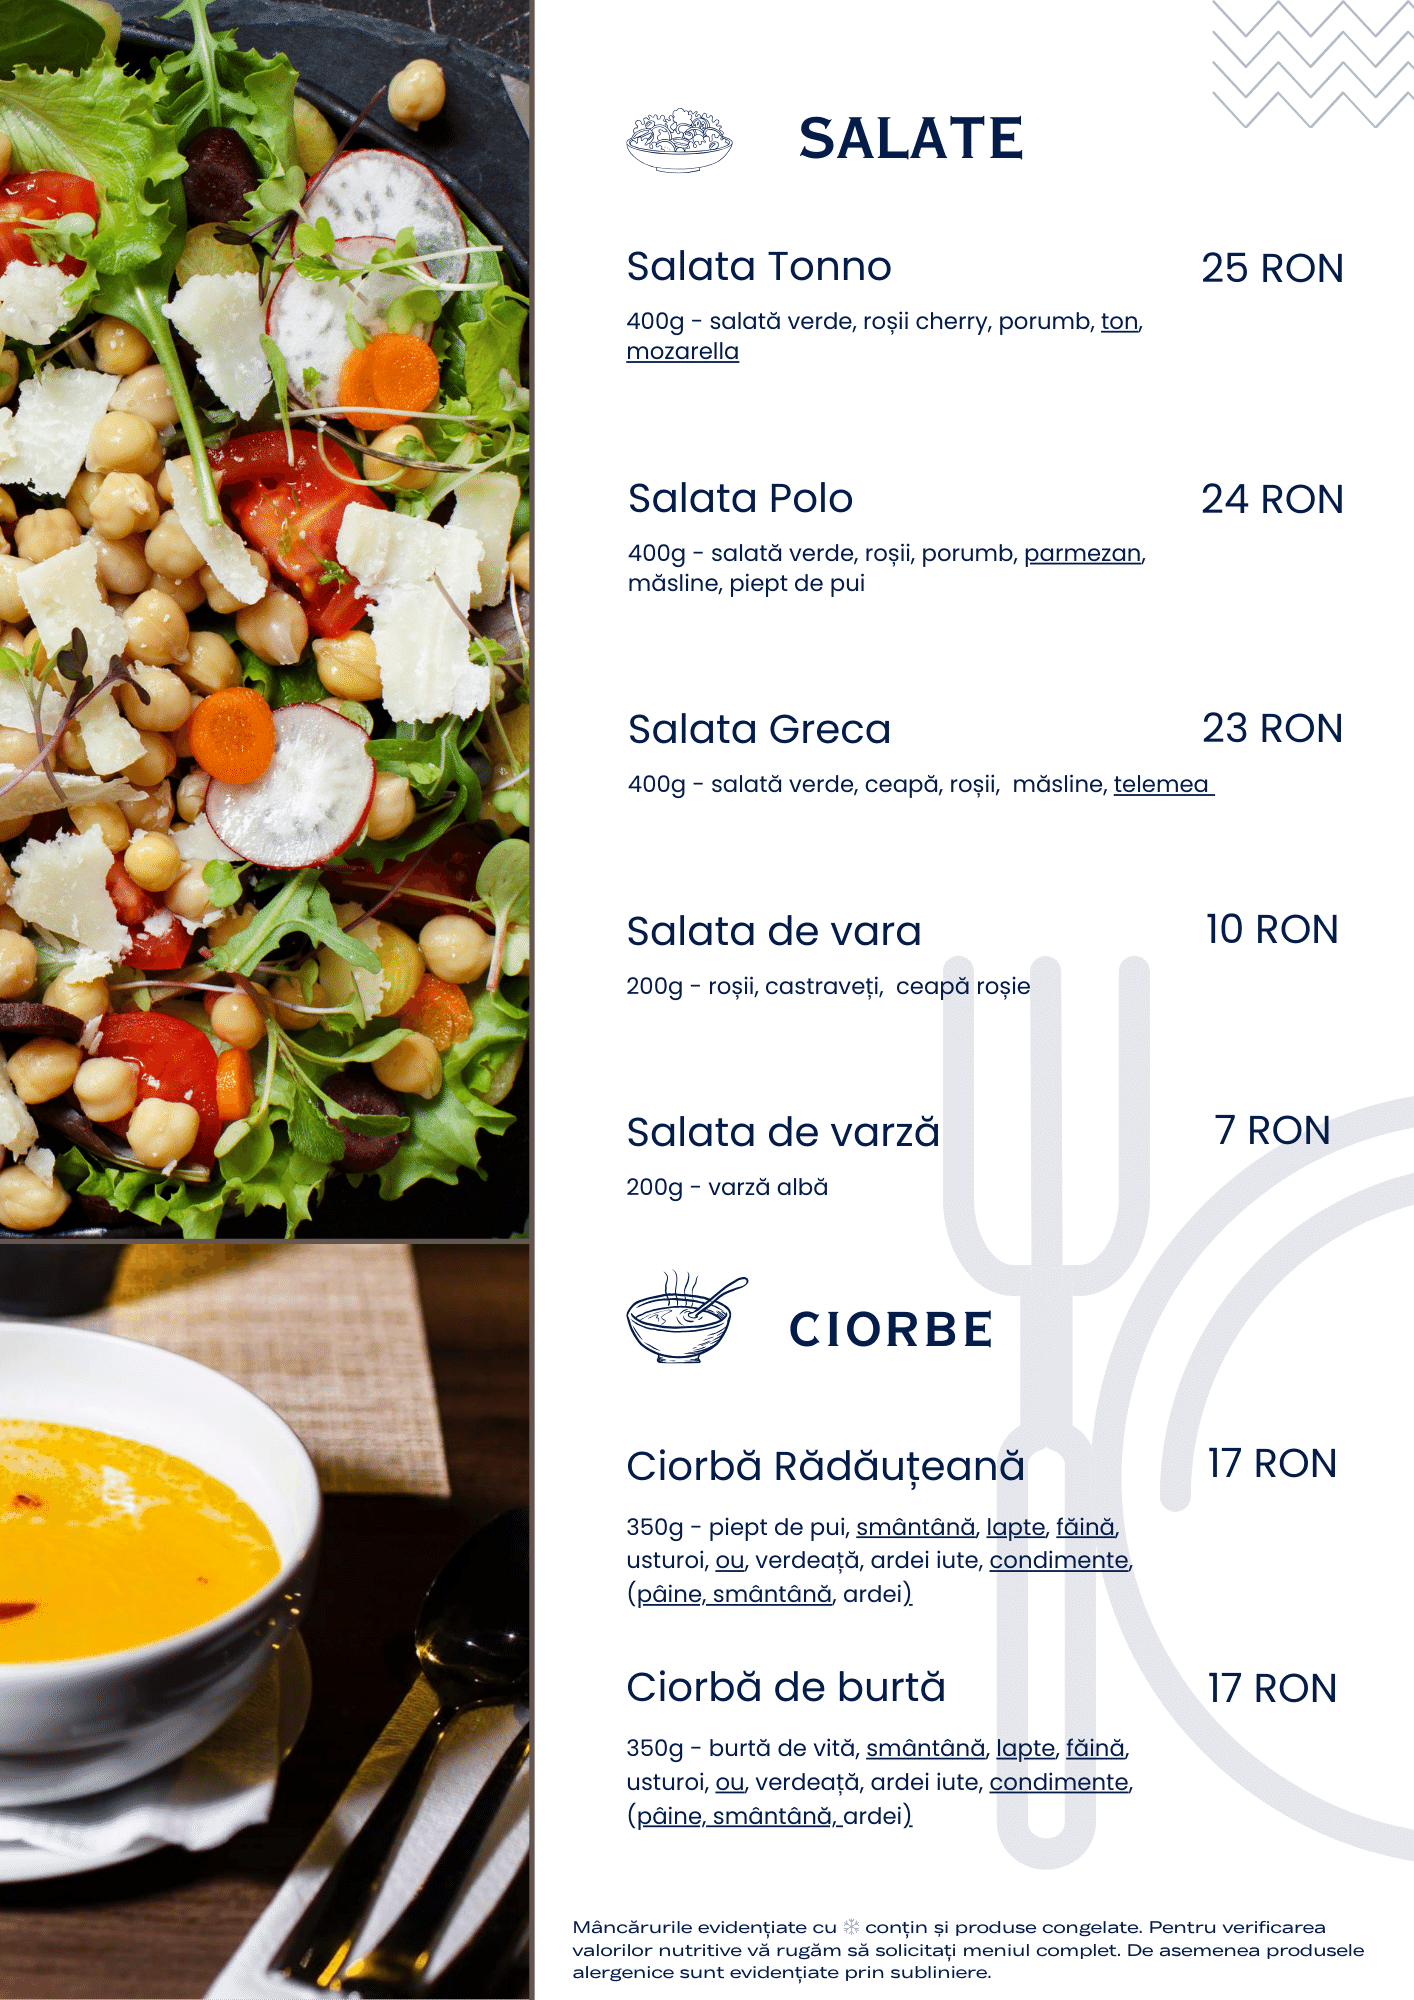 SALATE
Salata Tonno
25 RON
400g - salată verde, roșii cherry, porumb, ton,
mozarella
Salata Polo
24 RON
400g - salată verde, roșii, porumb, parmezan,
măsline, piept de pui
Salata Greca
23 RON
400g - salată verde, ceapă, roșii,  măsline, telemea
Salata de vara
10 RON
200g - roșii, castraveți,  ceapă roșie
Salata de varză
7 RON
200g - varză albă
CIORBE
Ciorbă Rădăuțeană
17 RON
350g - piept de pui, smântână, lapte, făină,
usturoi, ou, verdeață, ardei iute, condimente,
(pâine, smântână, ardei)
Ciorbă de burtă
17 RON
350g - burtă de vită, smântână, lapte, făină,
usturoi, ou, verdeață, ardei iute, condimente,
(pâine, smântână, ardei)
Mâncărurile evidențiate cu ❄ conțin și produse congelate. Pentru verificarea
valorilor nutritive vă rugăm să solicitați meniul complet. De asemenea produsele
alergenice sunt evidențiate prin subliniere.